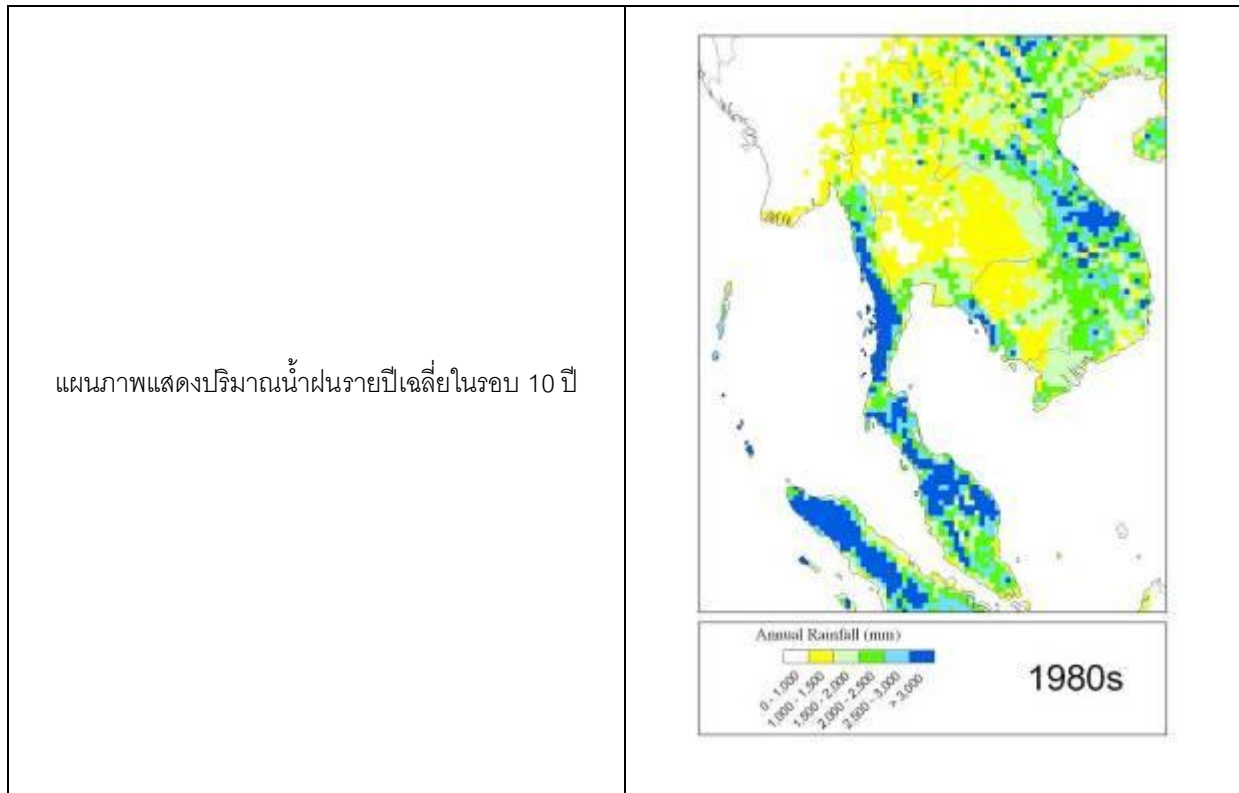 แผนภาพแสดงปริมาณน้ำฝนรายปีเฉลี่ยในรอบ 10 ปี
Annual Rainfall (mm)
0 - 1,000
1,000 - 1,500
1,500 - 2,000
2,000 - 2,500
2,500 - 3,000
> 3,000
1980s